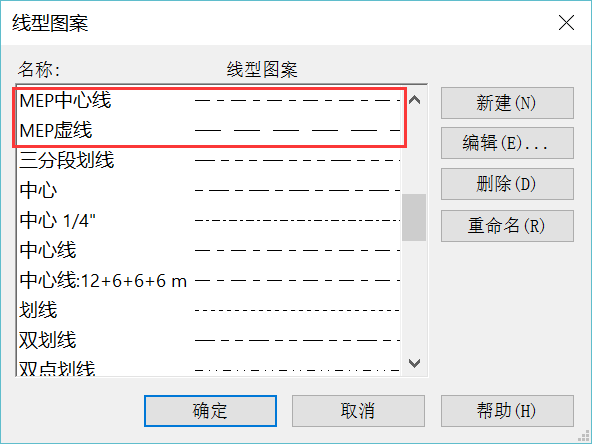 线型图案
名称: 线型图案
MEP中心线
MEP虚线
三分段划线
中心
中心 1/4"
中心线
中心线:12+6+6+6 m
划线
双划线
双点划线
新建(N)
编辑(E)...
删除(D)
重命名(R)
确定 取消 帮助(H)